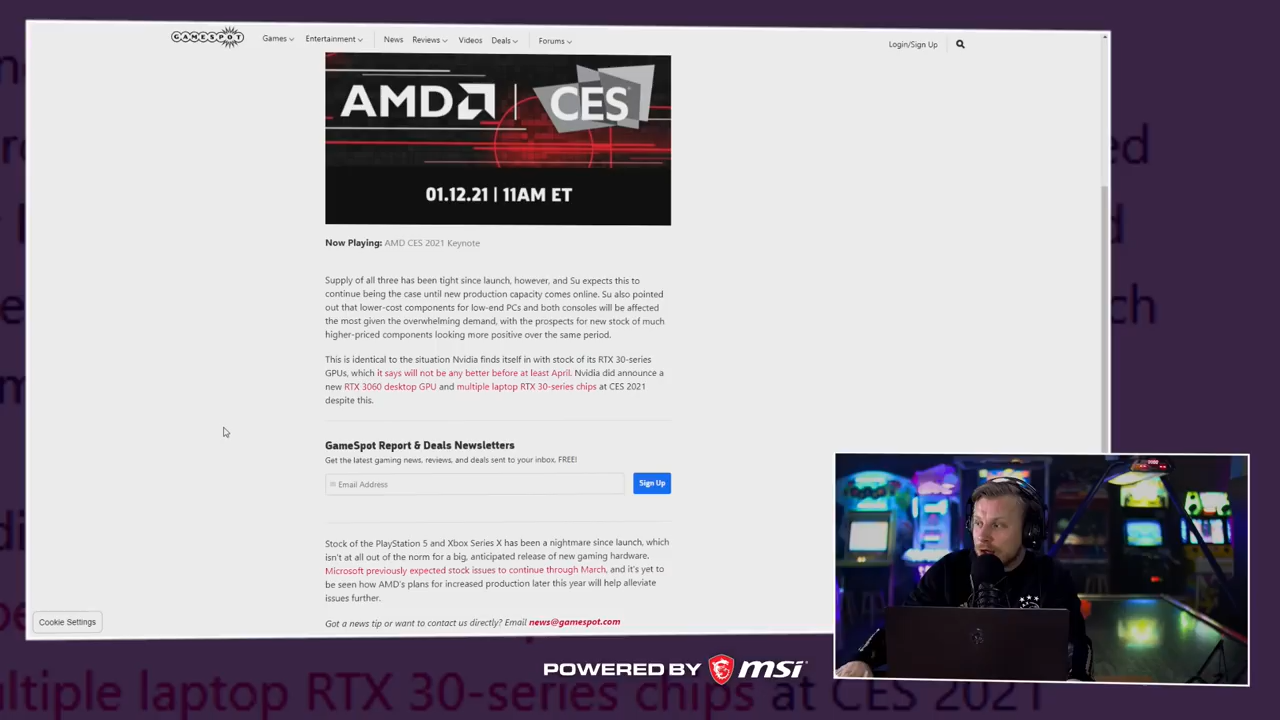 GAMESPOT
Games
Entertainment
News
Reviews
Videos
Deals
Forums
Login/Sign Up
AMD | CES
01.12.21 | 11AM ET
Now Playing: AMD CES 2021 Keynote
Supply of all three has been tight since launch, however, and Su expects this to
continue being the case until new production capacity comes online. Su also pointed
out that lower-cost components for low-end PCs and both consoles will be affected
the most given the overwhelming demand, with the prospects for new stock of much
higher-priced components looking more positive over the same period.
This is identical to the situation Nvidia finds itself in with stock of its RTX 30-series
GPUs, which it says will not be any better before at least April. Nvidia did announce a
new RTX 3060 desktop GPU and multiple laptop RTX 30-series chips at CES 2021
despite this.
GameSpot Report & Deals Newsletters
Get the latest gaming news, reviews, and deals sent to your inbox, FREE!
Email Address
Sign Up
Stock of the PlayStation 5 and Xbox Series X has been a nightmare since launch, which
isn't at all out of the norm for a big, anticipated release of new gaming hardware.
Microsoft previously expected stock issues to continue through March, and it's yet to
be seen how AMD's plans for increased production later this year will help alleviate
issues further.
Got a news tip or want to contact us directly? Email news@gamespot.com
Cookie Settings
POWERED BY msi
ultiple laptop RTX 30-series chips at CES 2021